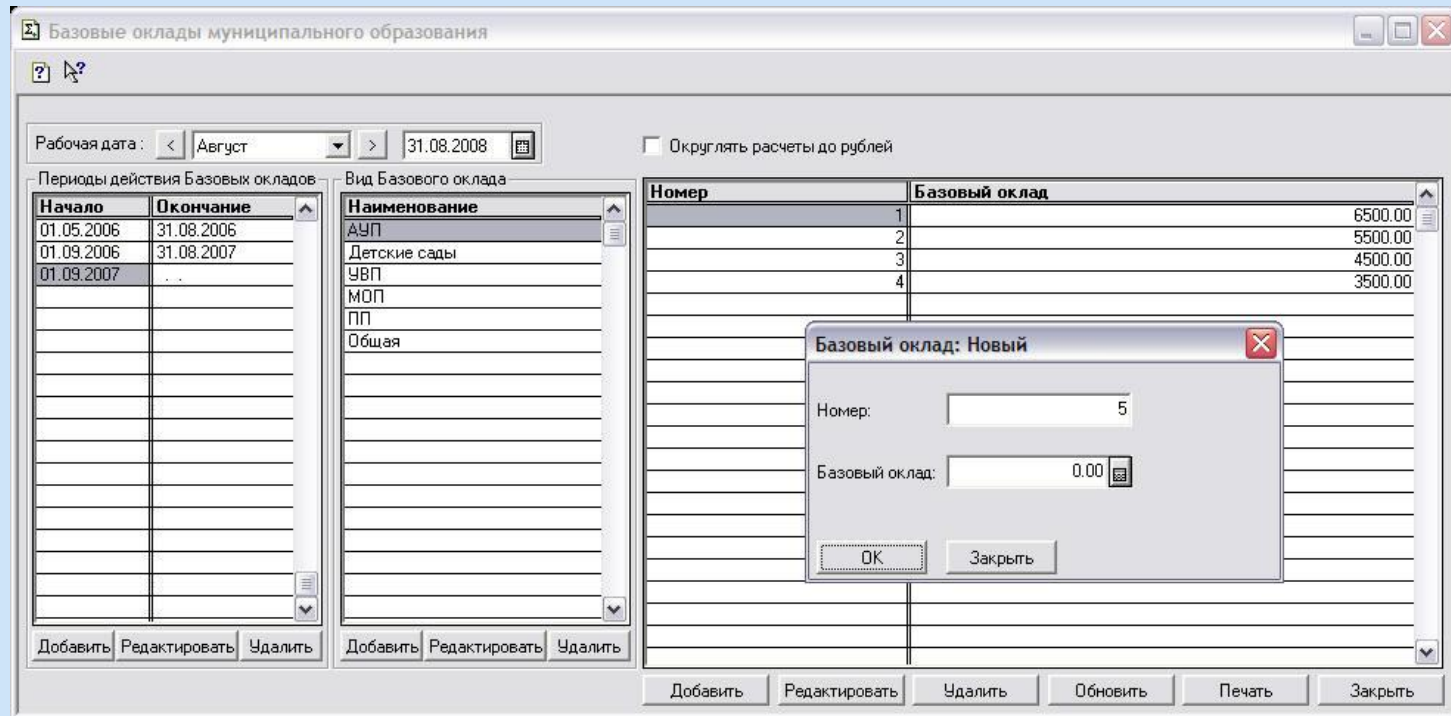 Базовые оклады муниципального образования
Рабочая дата : < Август > 31.08.2008
Округлять расчеты до рублей
Периоды действия Базовых окладов
Начало Окончание
01.05.2006 31.08.2006
01.09.2006 31.08.2007
01.09.2007 . .
Добавить Редактировать Удалить
Вид Базового оклада
Наименование
АУП
Детские сады
УВП
МОП
ПП
Общая
Добавить Редактировать Удалить
Номер Базовый оклад
1 6500.00
2 5500.00
3 4500.00
4 3500.00
Базовый оклад: Новый
Номер: 5
Базовый оклад: 0.00
OK Закрыть
Добавить Редактировать Удалить Обновить Печать Закрыть